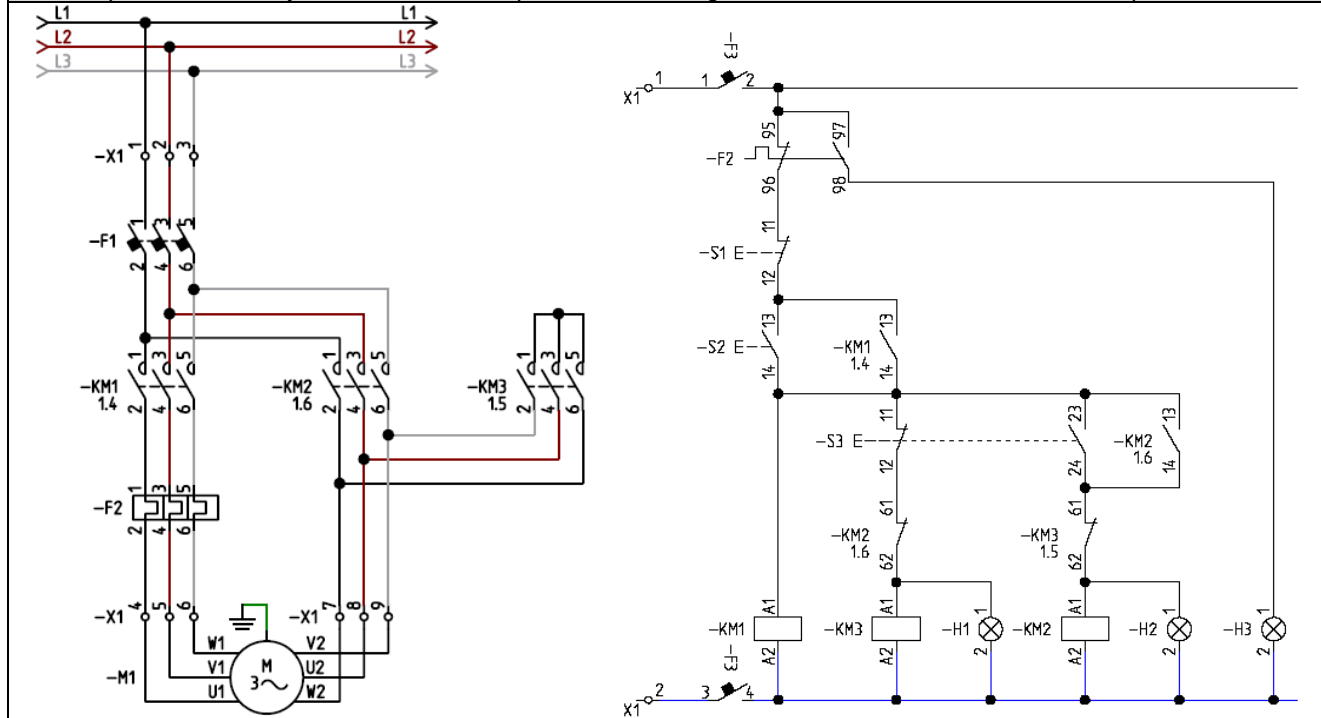 L1 L1
L2 L2
L3 L3
-X1 1 2 3
-F1 1 3 5
2 4 6
-KM1 1.4 1 3 5
2 4 6
-KM2 1.6 1 3 5
2 4 6
-KM3 1.5 1 3 5
2 4 6
-F2 1 3 5
2 4 6
-X1 4 5 6
-X1 7 8 9
W1 V2
V1 M U2
-M1 3~
U1 W2
-F3
X1 1 1 2
95 97
-F2
96 98
11
-S1 E
12
13 13
-S2 E -KM1
1.4
14 14
11 23 13
-S3 E -KM2
1.6
12 24 14
61 61
-KM2 -KM3
1.6 1.5
62 62
A1 A1 1 A1 1 1
-KM1 -KM3 -H1 -KM2 -H2 -H3
A2 A2 2 A2 2 2
-F3
X1 2 3 4